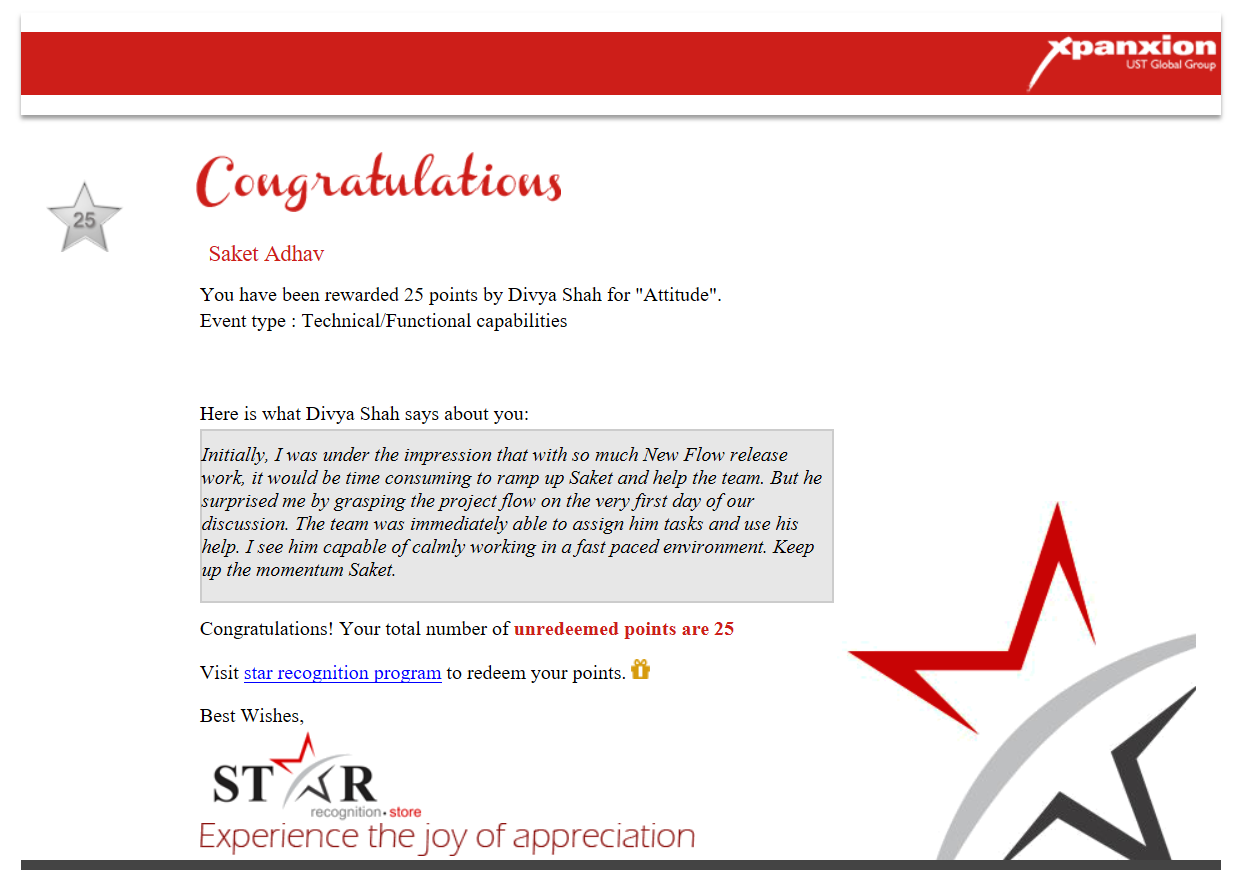 xpanxion
UST Global Group
Congratulations
25
Saket Adhav
You have been rewarded 25 points by Divya Shah for "Attitude".
Event type : Technical/Functional capabilities
Here is what Divya Shah says about you:
Initially, I was under the impression that with so much New Flow release
work, it would be time consuming to ramp up Saket and help the team. But he
surprised me by grasping the project flow on the very first day of our
discussion. The team was immediately able to assign him tasks and use his
help. I see him capable of calmly working in a fast paced environment. Keep
up the momentum Saket.
Congratulations! Your total number of unredeemed points are 25
Visit star recognition program to redeem your points.
Best Wishes,
STAR
recognition•store
Experience the joy of appreciation